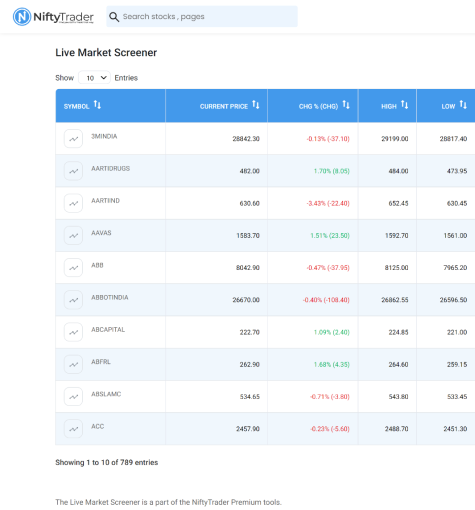 NiftyTrader
Search stocks , pages
Live Market Screener
Show 10 Entries
SYMBOL CURRENT PRICE CHG % (CHG) HIGH LOW
3MINDIA 28842.30 -0.13% (-37.10) 29199.00 28817.40
AARTIDRUGS 482.00 1.70% (8.05) 484.00 473.95
AARTIIND 630.60 -3.43% (-22.40) 652.45 630.45
AAVAS 1583.70 1.51% (23.50) 1592.70 1561.00
ABB 8042.90 -0.47% (-37.95) 8125.00 7965.20
ABBOTINDIA 26670.00 -0.40% (-108.40) 26862.55 26596.50
ABCAPITAL 222.70 1.09% (2.40) 224.85 221.00
ABFRL 262.90 1.68% (4.35) 264.60 259.15
ABSLAMC 534.65 -0.71% (-3.80) 543.80 533.45
ACC 2457.90 -0.23% (-5.60) 2488.70 2451.30
Showing 1 to 10 of 789 entries
The Live Market Screener is a part of the NiftyTrader Premium tools.